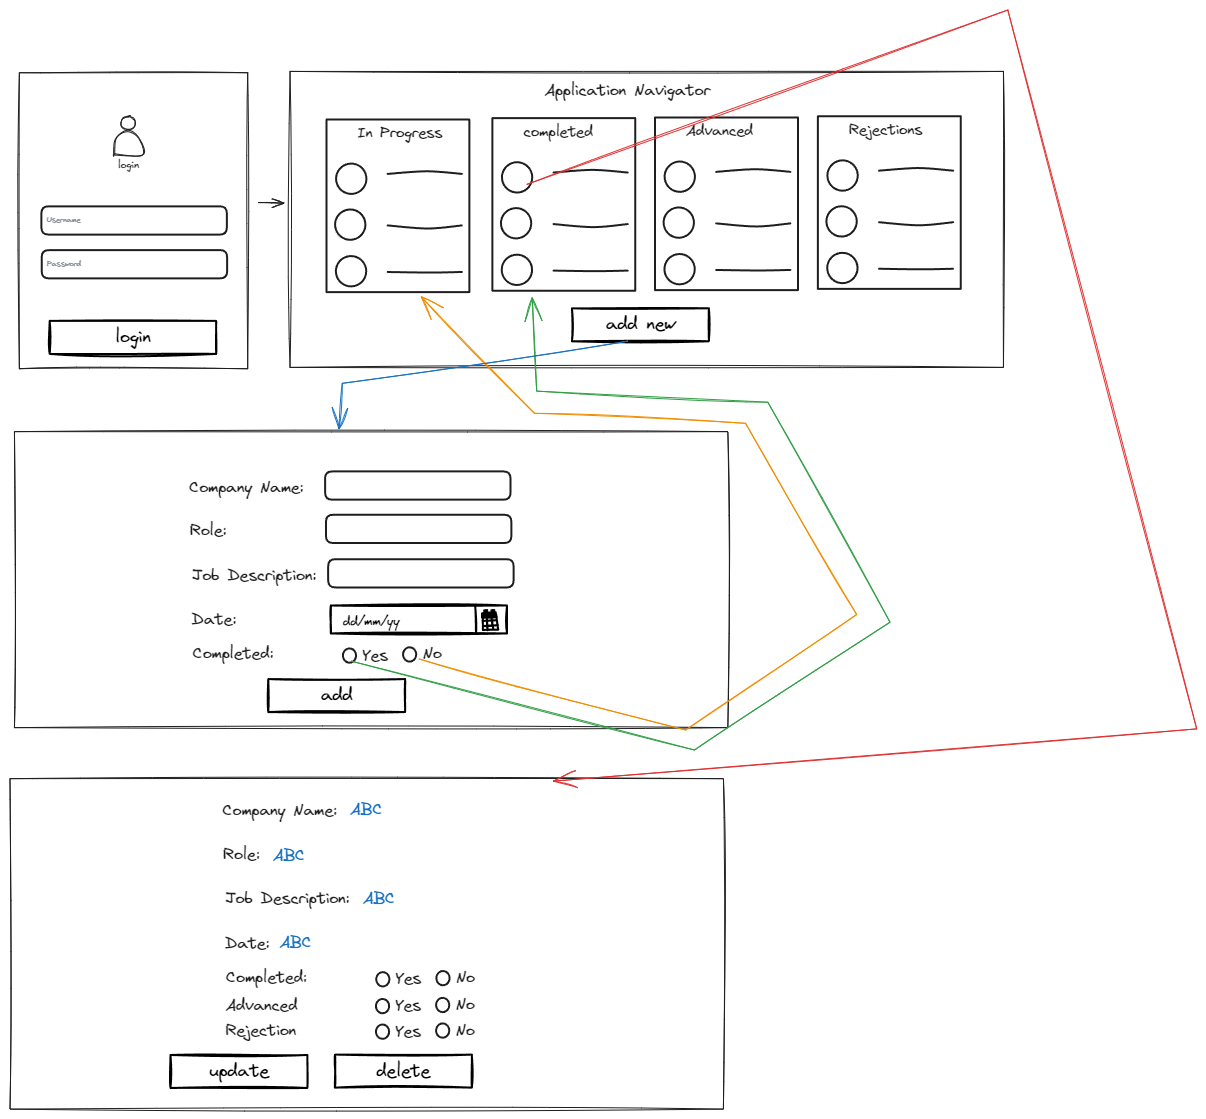 login
Username
Password
login
Application Navigator
In Progress
completed
Advanced
Rejections
add new
Company Name:
Role:
Job Description:
Date: dd/mm/yy
Completed: Yes No
add
Company Name: ABC
Role: ABC
Job Description: ABC
Date: ABC
Completed: Yes No
Advanced Yes No
Rejection Yes No
update delete